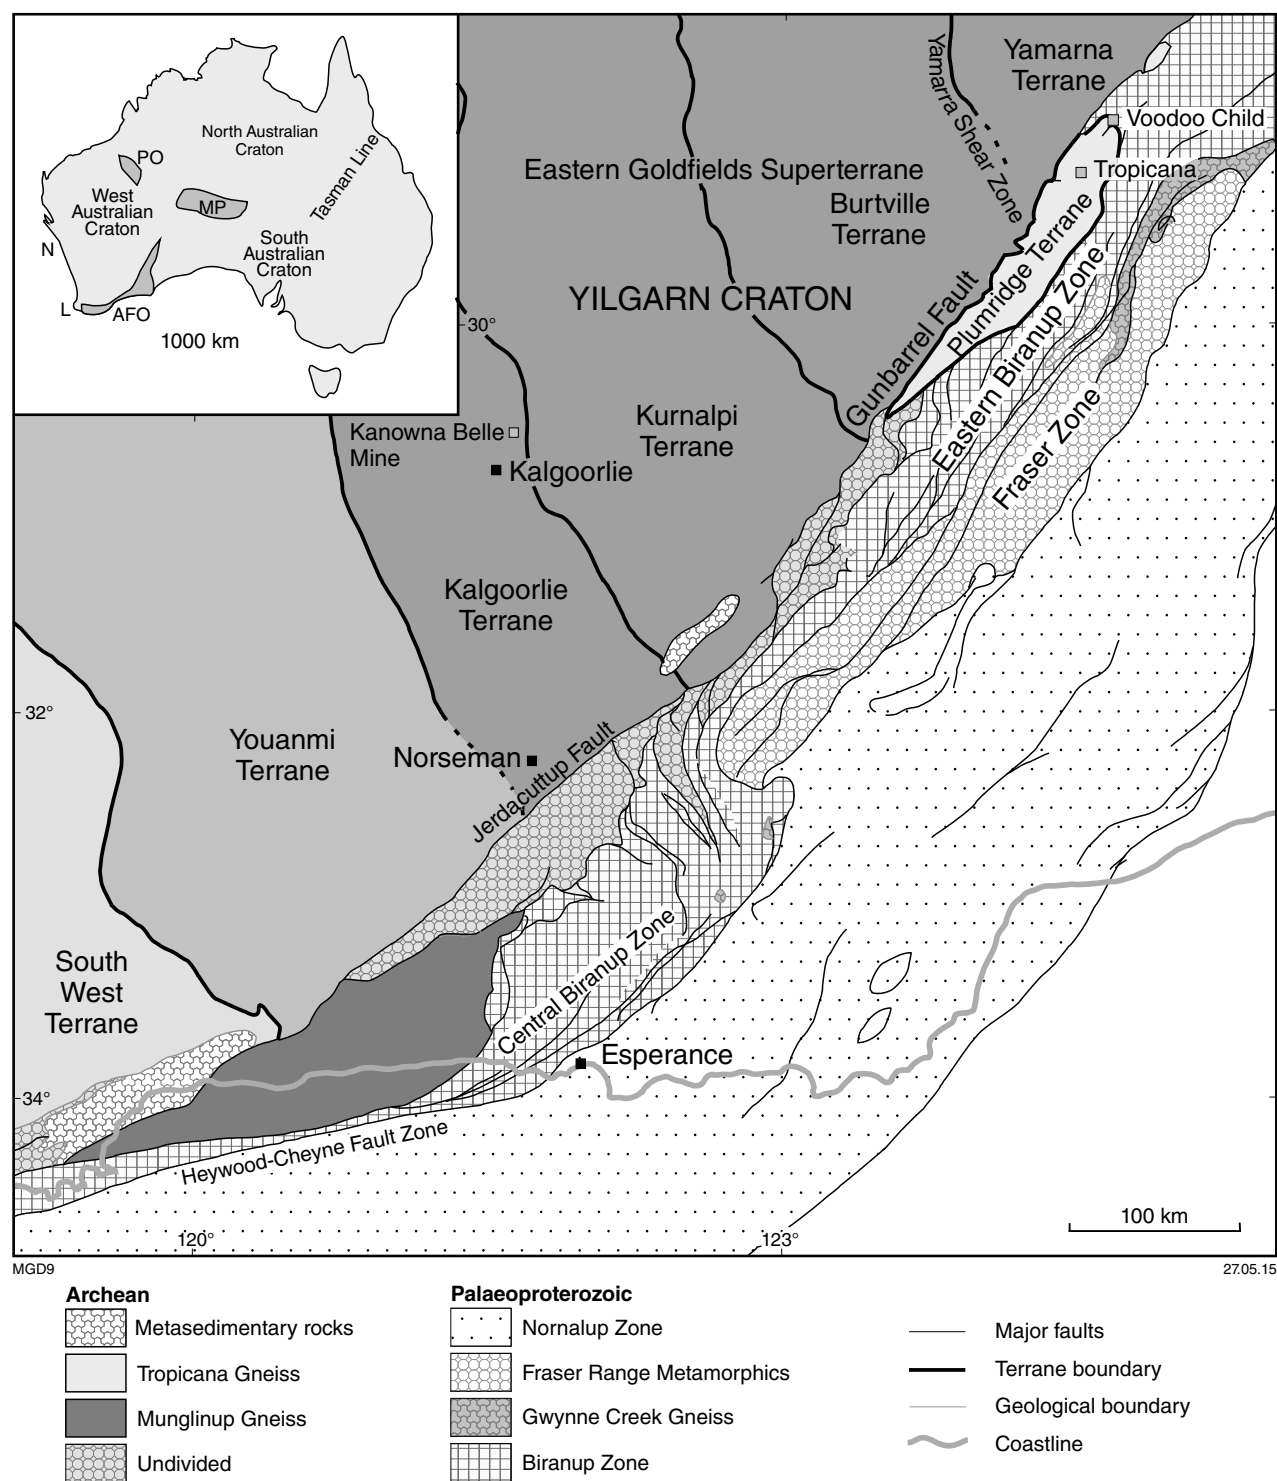 North Australian
Craton
PO
West
Australian
Craton
MP
Tasman Line
N
South
Australian
Craton
L
AFO
1000 km
Yamarna
Terrane
Yamarra Shear Zone
Voodoo Child
Tropicana
Eastern Goldfields Superterrane
Burtville
Terrane
YILGARN CRATON
30°
Gunbarrel Fault
Plumridge Terrane
Eastern Biranup Zone
Fraser Zone
Kanowna Belle
Mine
Kalgoorlie
Kurnalpi
Terrane
Kalgoorlie
Terrane
32°
Youanmi
Terrane
Norseman
Jerdacuttup Fault
South
West
Terrane
Central Biranup Zone
Esperance
34°
Heywood-Cheyne Fault Zone
100 km
120°
123°
MGD9
27.05.15
Archean
Metasedimentary rocks
Tropicana Gneiss
Munglinup Gneiss
Undivided
Palaeoproterozoic
Nornalup Zone
Fraser Range Metamorphics
Gwynne Creek Gneiss
Biranup Zone
Major faults
Terrane boundary
Geological boundary
Coastline